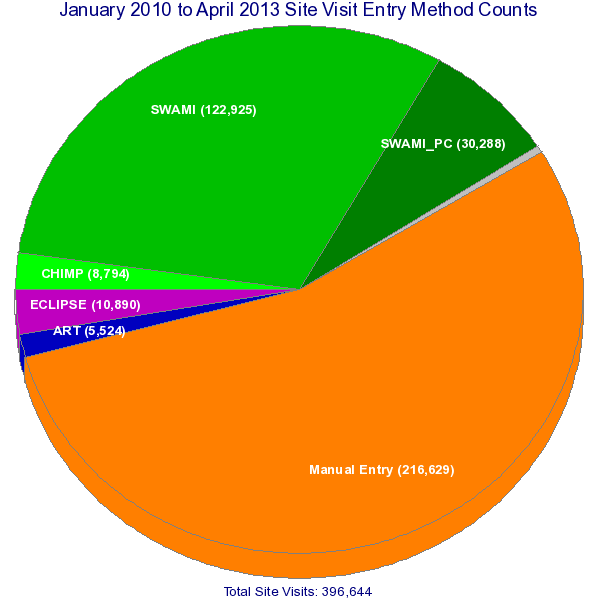 January 2010 to April 2013 Site Visit Entry Method Counts
SWAMI (122,925)
SWAMI_PC (30,288)
CHIMP (8,794)
ECLIPSE (10,890)
ART (5,524)
Manual Entry (216,629)
Total Site Visits: 396,644